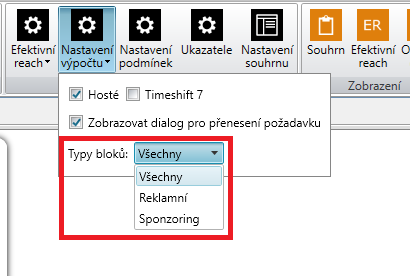 Efektivní reach
Nastavení výpočtu
Nastavení podmínek
Ukazatele
Nastavení souhrnu
Souhrn
ER
Efektivní reach
O
Zobrazení
Hosté Timeshift 7
Zobrazovat dialog pro přenesení požadavku
Typy bloků: Všechny
Všechny
Reklamní
Sponzoring